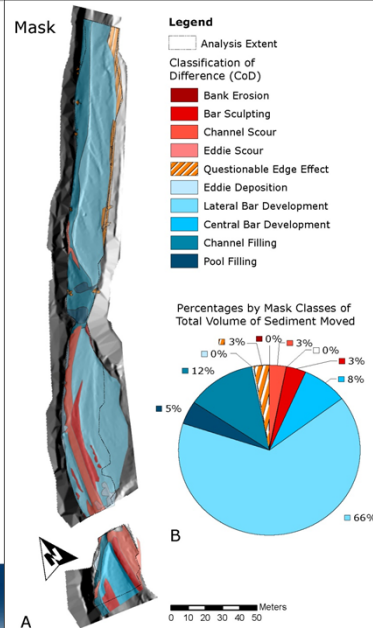 Mask
Legend
Analysis Extent
Classification of
Difference (CoD)
Bank Erosion
Bar Sculpting
Channel Scour
Eddie Scour
Questionable Edge Effect
Eddie Deposition
Lateral Bar Development
Central Bar Development
Channel Filling
Pool Filling
Percentages by Mask Classes of
Total Volume of Sediment Moved
3%
0%
3%
0%
0%
3%
12%
8%
5%
66%
B
N
Meters
0 10 20 30 40 50
A